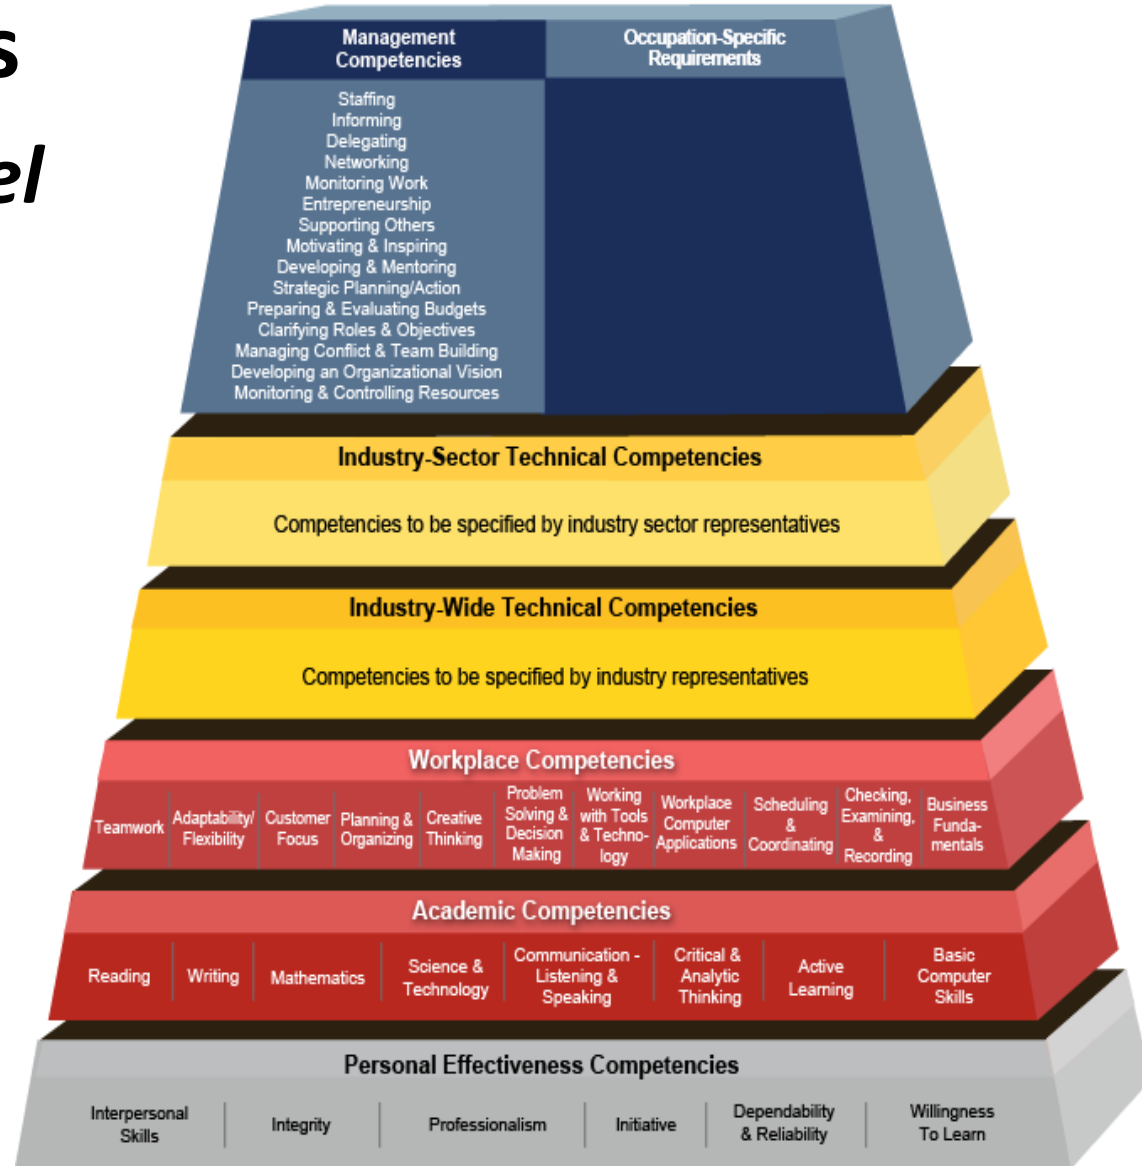 s
el
Management
Competencies
Occupation-Specific
Requirements
Staffing
Informing
Delegating
Networking
Monitoring Work
Entrepreneurship
Supporting Others
Motivating & Inspiring
Developing & Mentoring
Strategic Planning/Action
Preparing & Evaluating Budgets
Clarifying Roles & Objectives
Managing Conflict & Team Building
Developing an Organizational Vision
Monitoring & Controlling Resources
Industry-Sector Technical Competencies
Competencies to be specified by industry sector representatives
Industry-Wide Technical Competencies
Competencies to be specified by industry representatives
Workplace Competencies
Teamwork
Adaptability/
Flexibility
Customer
Focus
Planning &
Organizing
Creative
Thinking
Problem
Solving &
Decision
Making
Working
with Tools
& Techno-
logy
Workplace
Computer
Applications
Scheduling
&
Coordinating
Checking,
Examining,
&
Recording
Business
Funda-
mentals
Academic Competencies
Reading
Writing
Mathematics
Science &
Technology
Communication -
Listening &
Speaking
Critical &
Analytic
Thinking
Active
Learning
Basic
Computer
Skills
Personal Effectiveness Competencies
Interpersonal
Skills
Integrity
Professionalism
Initiative
Dependability
& Reliability
Willingness
To Learn